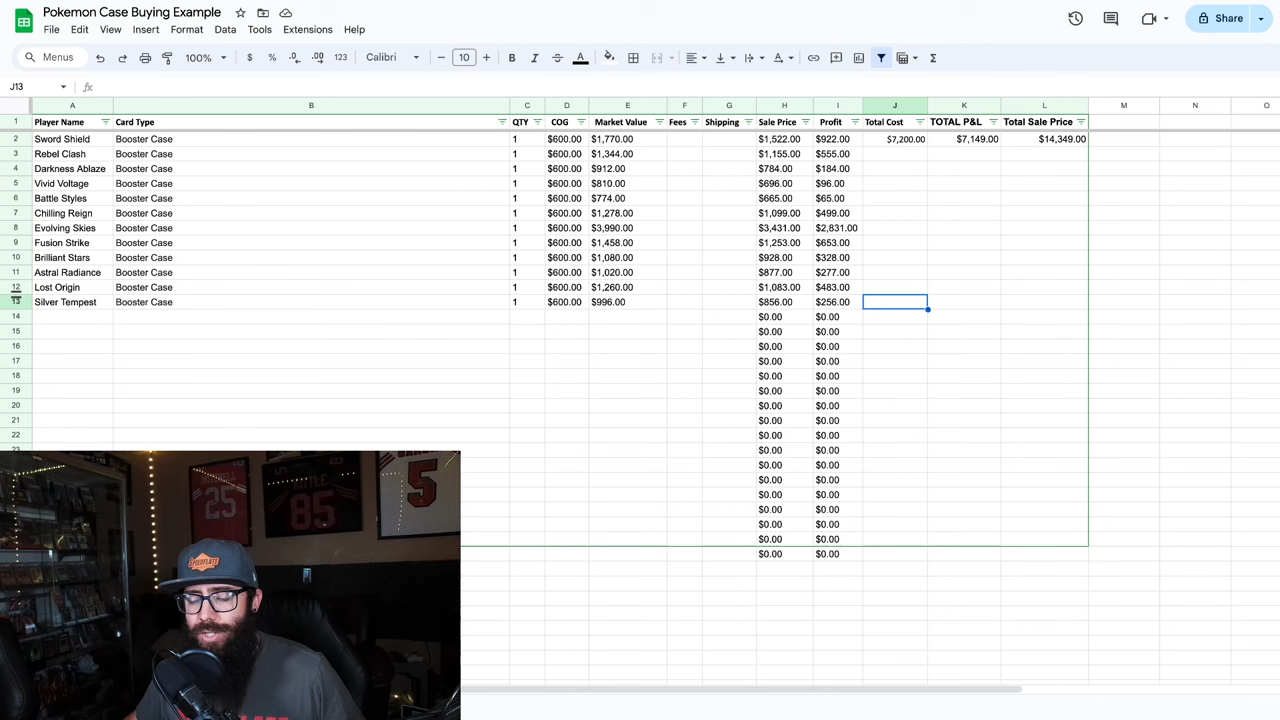 Pokemon Case Buying Example
File Edit View Insert Format Data Tools Extensions Help
Share
Menus 100% $ % .0 .00 123 Calibri 10 B I A
J13 fx
A B C D E F G H I J K L M N O
1 Player Name Card Type QTY COG Market Value Fees Shipping Sale Price Profit Total Cost TOTAL P&L Total Sale Price
2 Sword Shield Booster Case 1 $600.00 $1,770.00 $1,522.00 $922.00 $7,200.00 $7,149.00 $14,349.00
3 Rebel Clash Booster Case 1 $600.00 $1,344.00 $1,155.00 $555.00
4 Darkness Ablaze Booster Case 1 $600.00 $912.00 $784.00 $184.00
5 Vivid Voltage Booster Case 1 $600.00 $810.00 $696.00 $96.00
6 Battle Styles Booster Case 1 $600.00 $774.00 $665.00 $65.00
7 Chilling Reign Booster Case 1 $600.00 $1,278.00 $1,099.00 $499.00
8 Evolving Skies Booster Case 1 $600.00 $3,990.00 $3,431.00 $2,831.00
9 Fusion Strike Booster Case 1 $600.00 $1,458.00 $1,253.00 $653.00
10 Brilliant Stars Booster Case 1 $600.00 $1,080.00 $928.00 $328.00
11 Astral Radiance Booster Case 1 $600.00 $1,020.00 $877.00 $277.00
12 Lost Origin Booster Case 1 $600.00 $1,260.00 $1,083.00 $483.00
13 Silver Tempest Booster Case 1 $600.00 $996.00 $856.00 $256.00
14 $0.00 $0.00
15 $0.00 $0.00
16 $0.00 $0.00
17 $0.00 $0.00
18 $0.00 $0.00
19 $0.00 $0.00
20 $0.00 $0.00
21 $0.00 $0.00
22 $0.00 $0.00
23 $0.00 $0.00
$0.00 $0.00
$0.00 $0.00
$0.00 $0.00
$0.00 $0.00
$0.00 $0.00
$0.00 $0.00
$0.00 $0.00
25
KITTLE
85
5